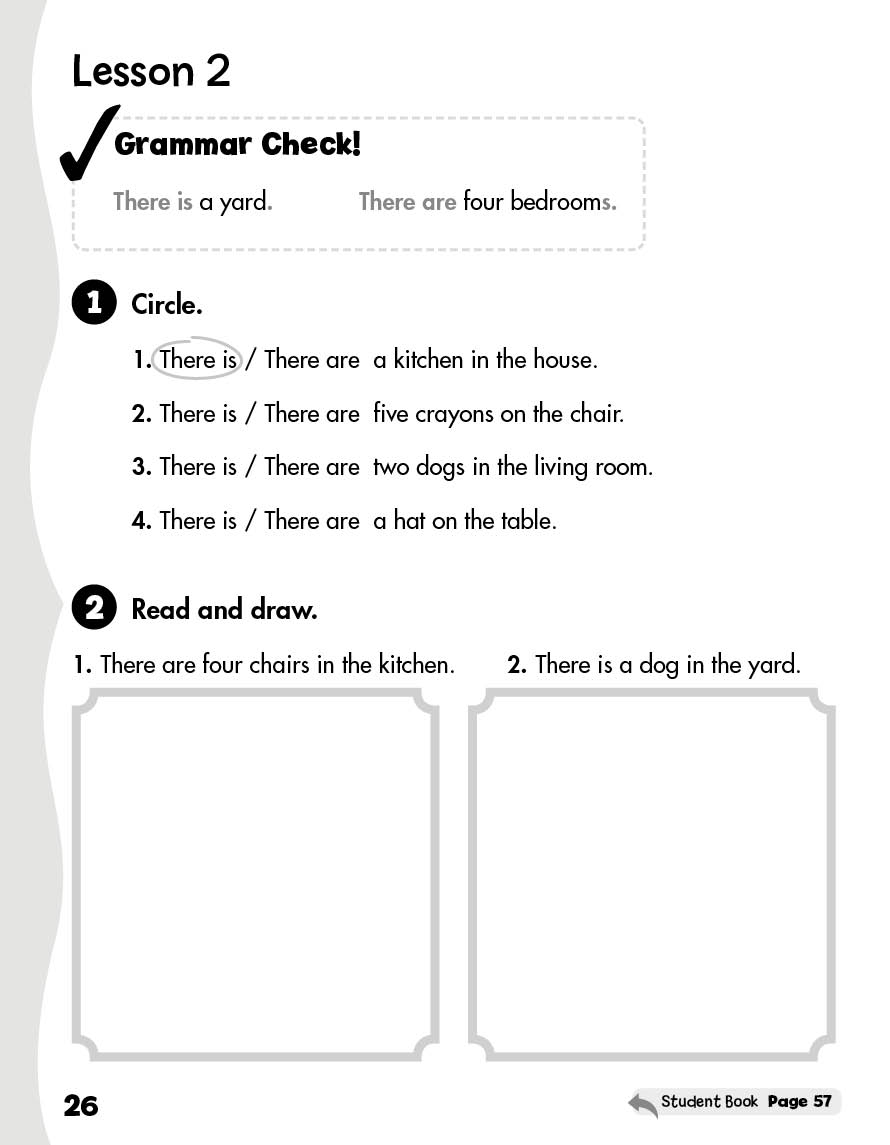 Lesson 2
Grammar Check!
There is a yard. There are four bedrooms.
1 Circle.
1. There is / There are a kitchen in the house.
2. There is / There are five crayons on the chair.
3. There is / There are two dogs in the living room.
4. There is / There are a hat on the table.
2 Read and draw.
1. There are four chairs in the kitchen. 2. There is a dog in the yard.
26 Student Book Page 57